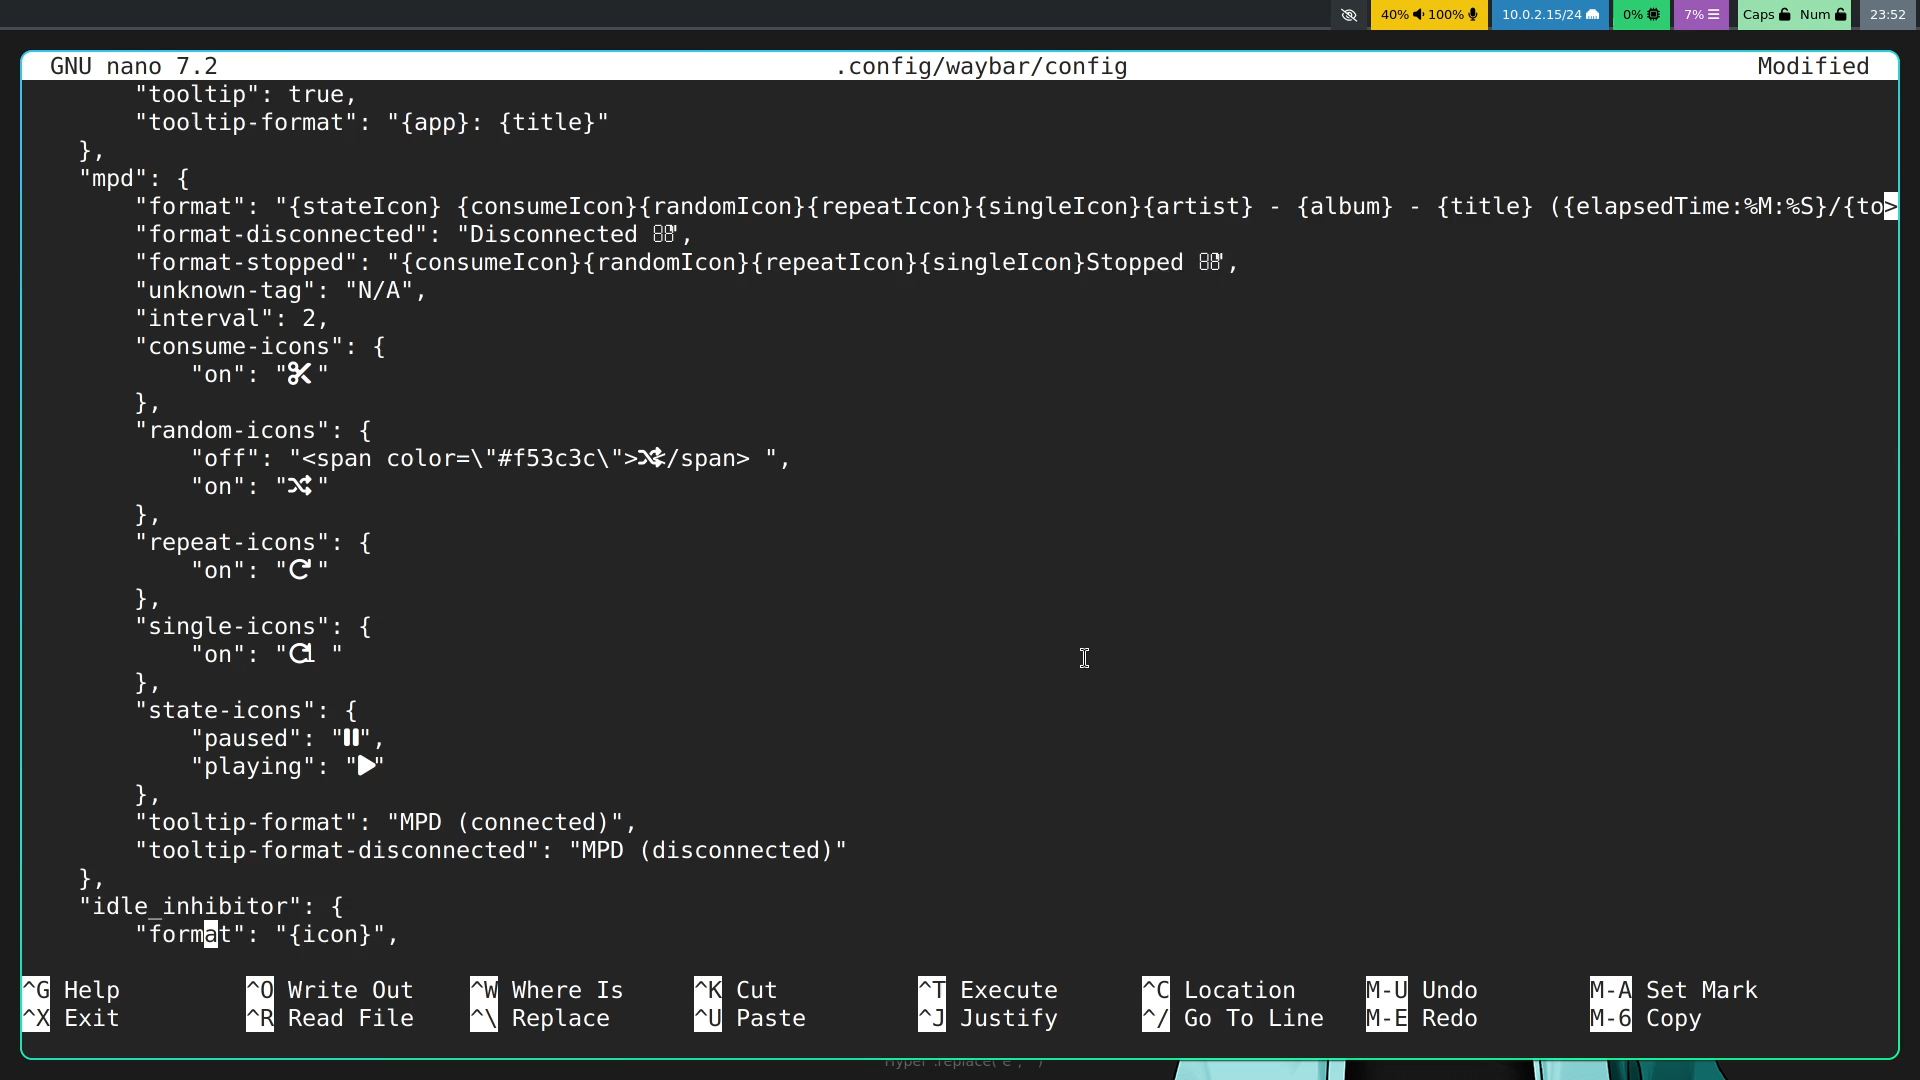 40% 100% 10.0.2.15/24 0% 7% Caps Num 23:52
GNU nano 7.2 .config/waybar/config Modified
"tooltip": true,
"tooltip-format": "{app}: {title}"
},
"mpd": {
"format": "{stateIcon} {consumeIcon}{randomIcon}{repeatIcon}{singleIcon}{artist} - {album} - {title} ({elapsedTime:%M:%S}/{to>
"format-disconnected": "Disconnected ",
"format-stopped": "{consumeIcon}{randomIcon}{repeatIcon}{singleIcon}Stopped ",
"unknown-tag": "N/A",
"interval": 2,
"consume-icons": {
"on": " "
},
"random-icons": {
"off": "<span color=\"#f53c3c\"></span> ",
"on": " "
},
"repeat-icons": {
"on": " "
},
"single-icons": {
"on": "1 "
},
"state-icons": {
"paused": "",
"playing": ""
},
"tooltip-format": "MPD (connected)",
"tooltip-format-disconnected": "MPD (disconnected)"
},
"idle_inhibitor": {
"format": "{icon}",
^G Help ^O Write Out ^W Where Is ^K Cut ^T Execute ^C Location M-U Undo M-A Set Mark
^X Exit ^R Read File ^\ Replace ^U Paste ^J Justify ^/ Go To Line M-E Redo M-6 Copy